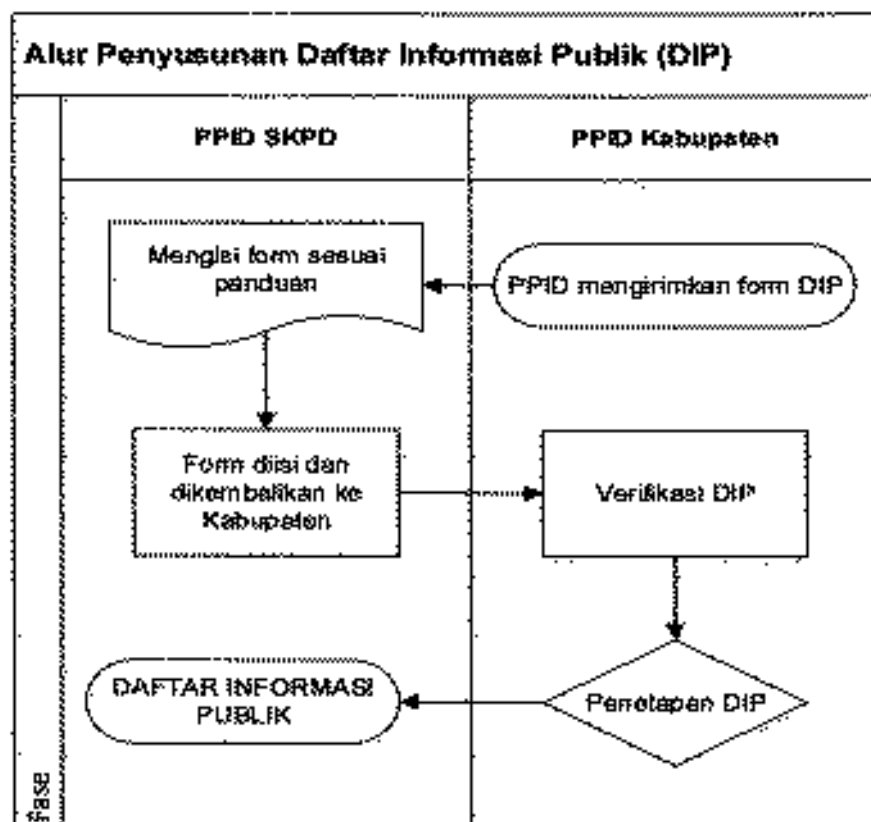 Alur Penyusunan Daftar Informasi Publik (DIP)
PPID SKPD
PPID Kabupaten
Mengisi form sesuai
panduan
PPID mengirimkan form DIP
Form diisi dan
dikembalikan ke
Kabupaten
Verifikasi DIP
DAFTAR INFORMASI
PUBLIK
Penetapan DIP
Fase